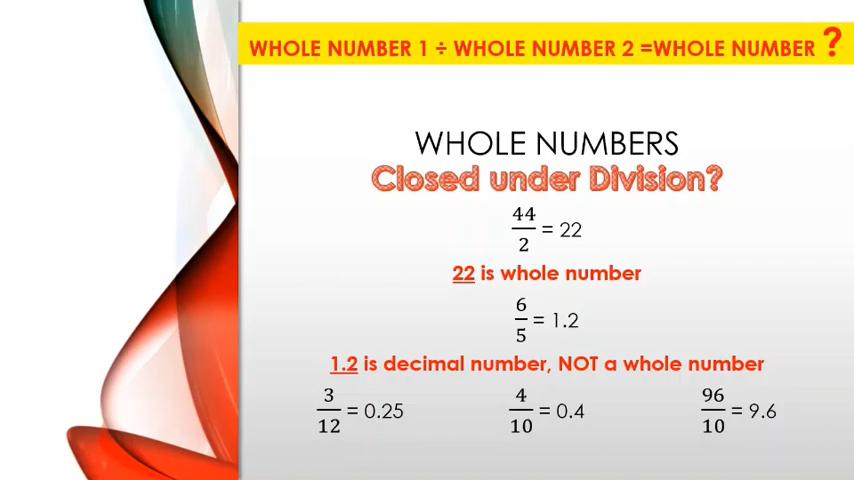 WHOLE NUMBER 1 ÷ WHOLE NUMBER 2 =WHOLE NUMBER ?
WHOLE NUMBERS
Closed under Division?
44/2 = 22
22 is whole number
6/5 = 1.2
1.2 is decimal number, NOT a whole number
3/12 = 0.25 4/10 = 0.4 96/10 = 9.6